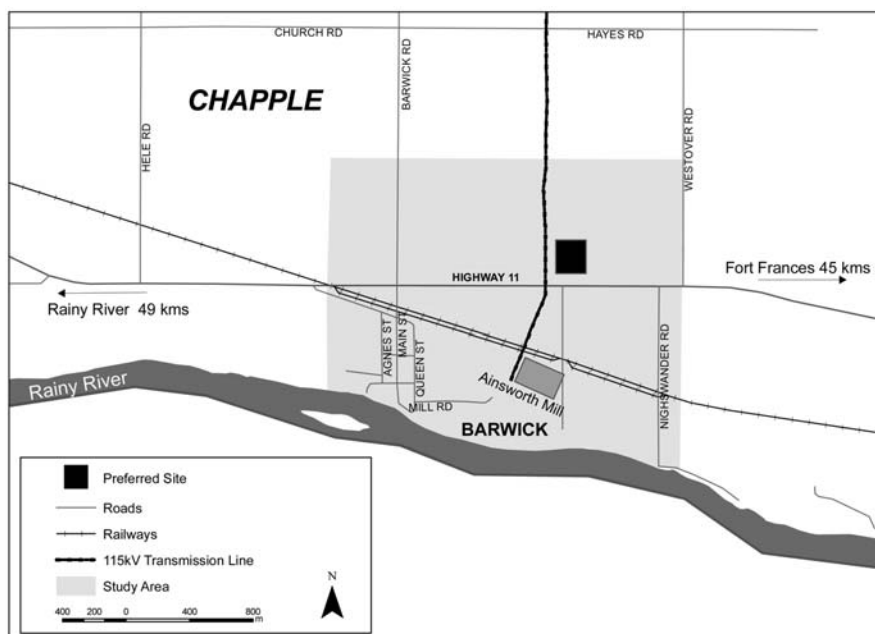 CHURCH RD
HAYES RD
BARWICK RD
CHAPPLE
HELE RD
WESTOVER RD
HIGHWAY 11
Fort Frances 45 kms
Rainy River 49 kms
AGNES ST
MAIN ST
QUEEN ST
MILL RD
Ainsworth Mill
NIGHSWANDER RD
Rainy River
BARWICK
Preferred Site
Roads
Railways
115kV Transmission Line
Study Area
N
400 200 0 400 800
m